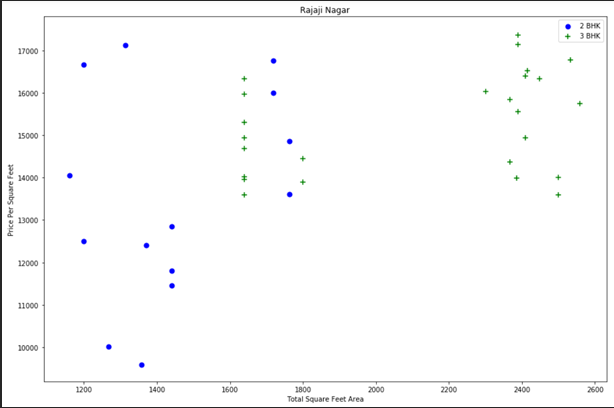 Rajaji Nagar
2 BHK
3 BHK
Price Per Square Feet
17000
16000
15000
14000
13000
12000
11000
10000
1200 1400 1600 1800 2000 2200 2400 2600
Total Square Feet Area